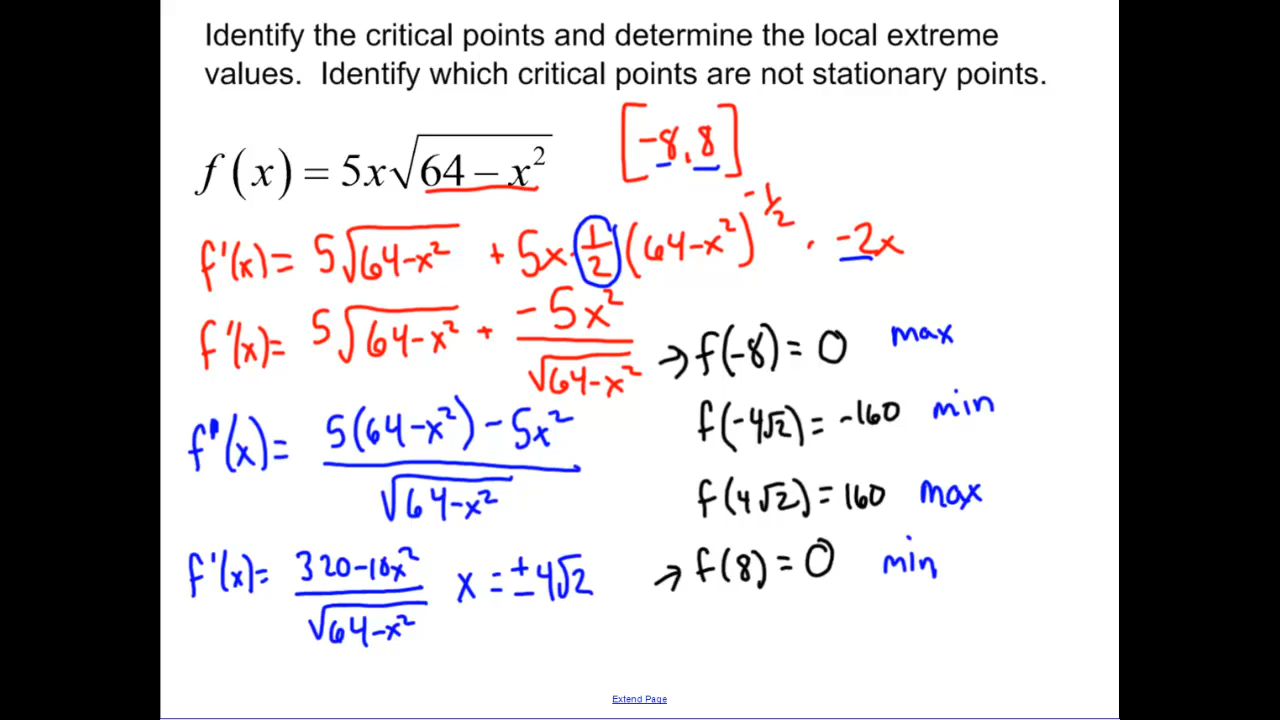 Identify the critical points and determine the local extreme
values. Identify which critical points are not stationary points.
f(x) = 5x√(64 − x²) [-8, 8]
f'(x) = 5√(64-x²) + 5x · 1/2 (64-x²)^(-1/2) · -2x
f'(x) = 5√(64-x²) + -5x²/√(64-x²)
→ f(-8) = 0 max
f'(x) = (5(64-x²) - 5x²)/√(64-x²)
f(-4√2) = -160 min
f(4√2) = 160 max
f'(x) = (320-10x²)/√(64-x²) x = ±4√2
→ f(8) = 0 min
Extend Page